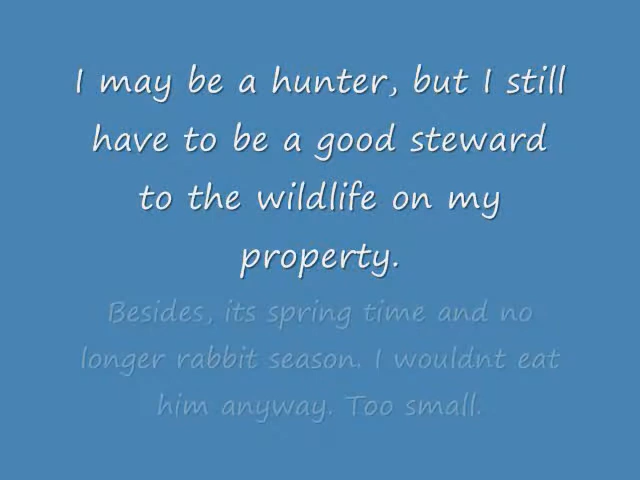 I may be a hunter, but I still
have to be a good steward
to the wildlife on my
property.
Besides, its spring time and no
longer rabbit season. I wouldnt eat
him anyway. Too small.